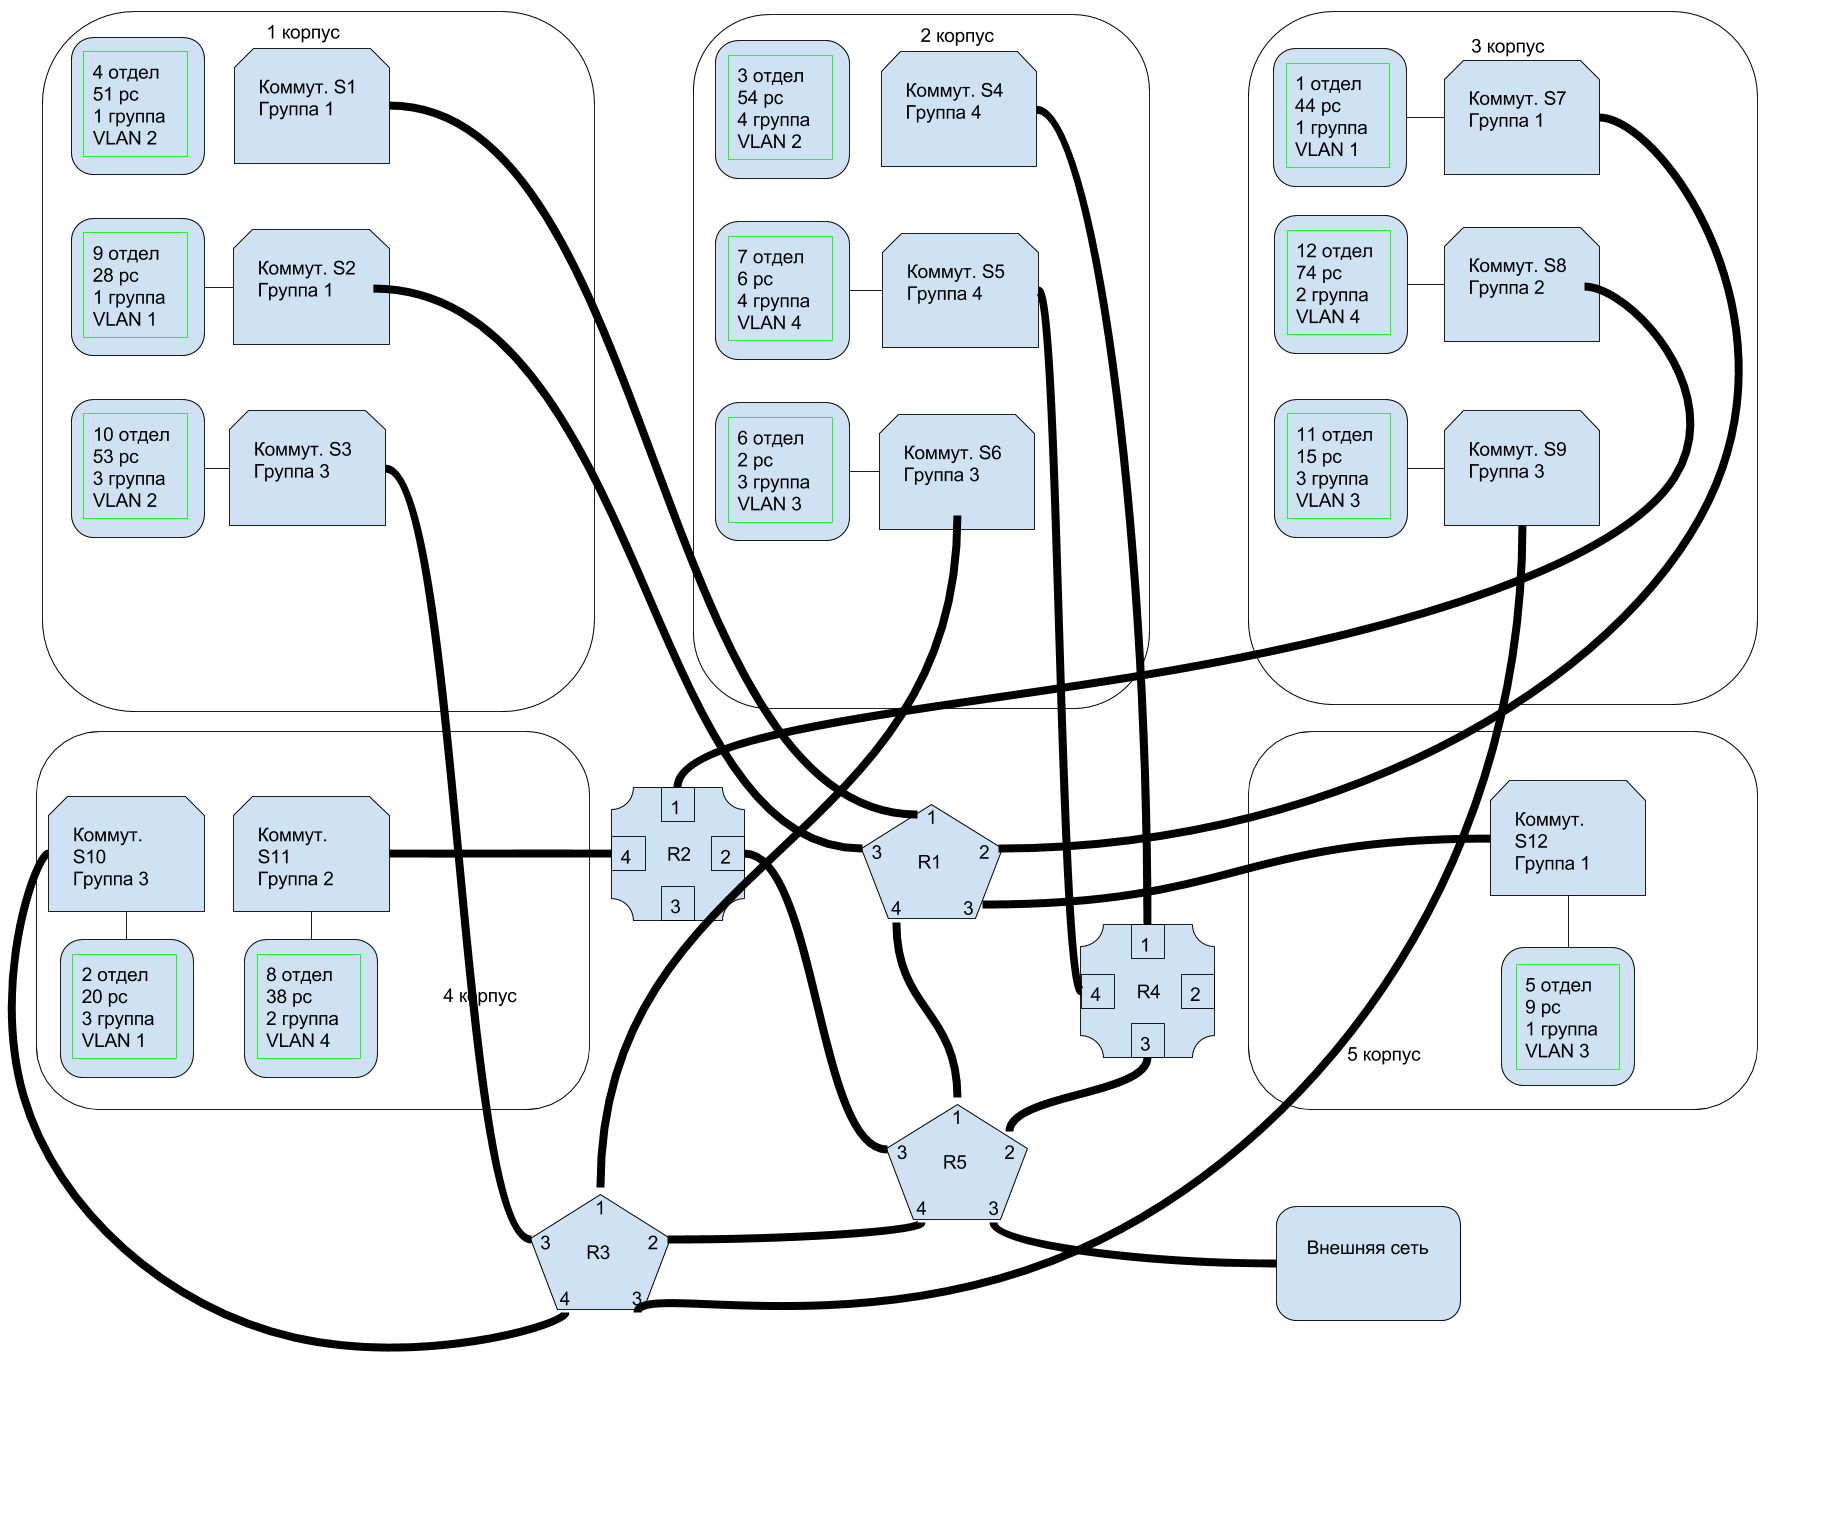 1 корпус
4 отдел
51 pc
1 группа
VLAN 2
Коммут. S1
Группа 1
9 отдел
28 pc
1 группа
VLAN 1
Коммут. S2
Группа 1
10 отдел
53 pc
3 группа
VLAN 2
Коммут. S3
Группа 3
2 корпус
3 отдел
54 pc
4 группа
VLAN 2
Коммут. S4
Группа 4
7 отдел
6 pc
4 группа
VLAN 4
Коммут. S5
Группа 4
6 отдел
2 pc
3 группа
VLAN 3
Коммут. S6
Группа 3
3 корпус
1 отдел
44 pc
1 группа
VLAN 1
Коммут. S7
Группа 1
12 отдел
74 pc
2 группа
VLAN 4
Коммут. S8
Группа 2
11 отдел
15 pc
3 группа
VLAN 3
Коммут. S9
Группа 3
Коммут.
S10
Группа 3
Коммут.
S11
Группа 2
2 отдел
20 pc
3 группа
VLAN 1
8 отдел
38 pc
2 группа
VLAN 4
4 корпус
1
4
R2
2
3
1
3
2
R1
4
3
1
4
R4
2
3
Коммут.
S12
Группа 1
5 отдел
9 pc
1 группа
VLAN 3
5 корпус
1
3
2
R5
4
3
1
3
2
R3
4
3
Внешняя сеть